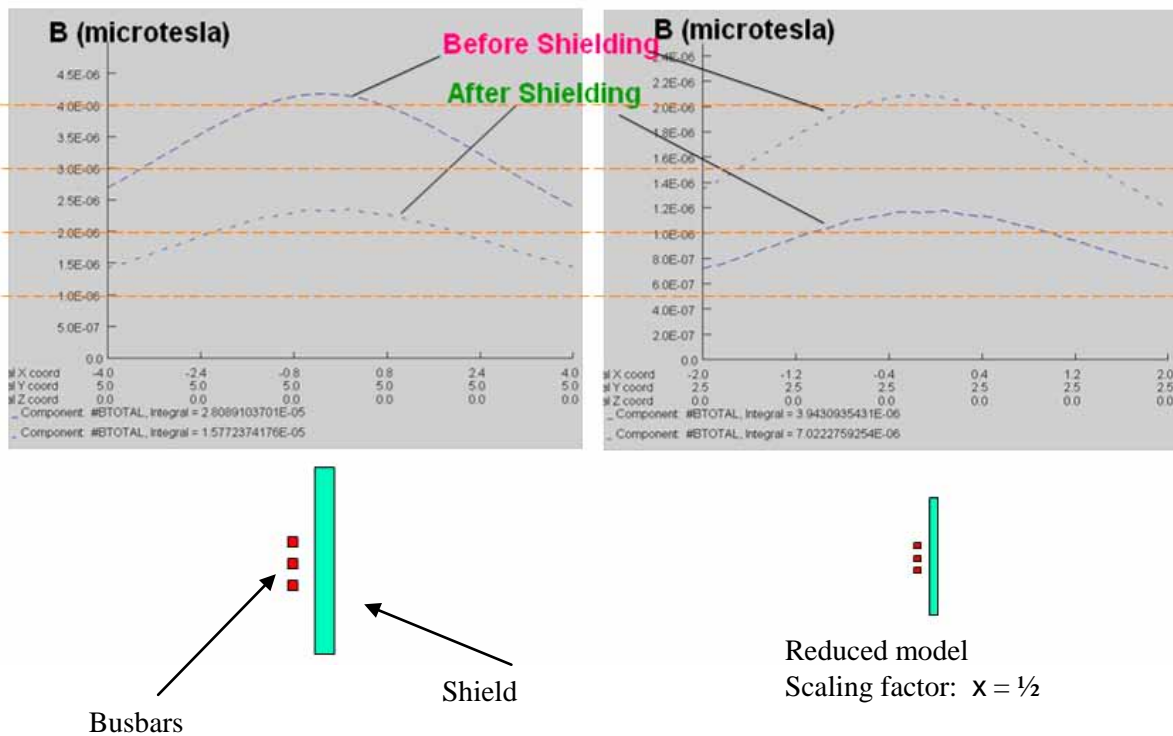 B (microtesla)
Before Shielding
After Shielding
4.5E-06
4.0E-06
3.5E-06
3.0E-06
2.5E-06
2.0E-06
1.5E-06
1.0E-06
5.0E-07
0.0
-4.0 -2.4 -0.8 0.8 2.4 4.0
X coord
5.0 5.0 5.0 5.0 5.0 5.0
Y coord
0.0 0.0 0.0 0.0 0.0 0.0
Z coord
Component: #BTOTAL, Integral = 2.8089103701E-05
Component: #BTOTAL, Integral = 1.5772374176E-05
B (microtesla)
2.4E-06
2.2E-06
2.0E-06
1.8E-06
1.6E-06
1.4E-06
1.2E-06
1.0E-06
8.0E-07
6.0E-07
4.0E-07
2.0E-07
0.0
-2.0 -1.2 -0.4 0.4 1.2 2.0
X coord
2.5 2.5 2.5 2.5 2.5 2.5
Y coord
0.0 0.0 0.0 0.0 0.0 0.0
Z coord
Component: #BTOTAL, Integral = 3.9430935431E-06
Component: #BTOTAL, Integral = 7.0222759254E-06
Busbars
Shield
Reduced model
Scaling factor: x = ½